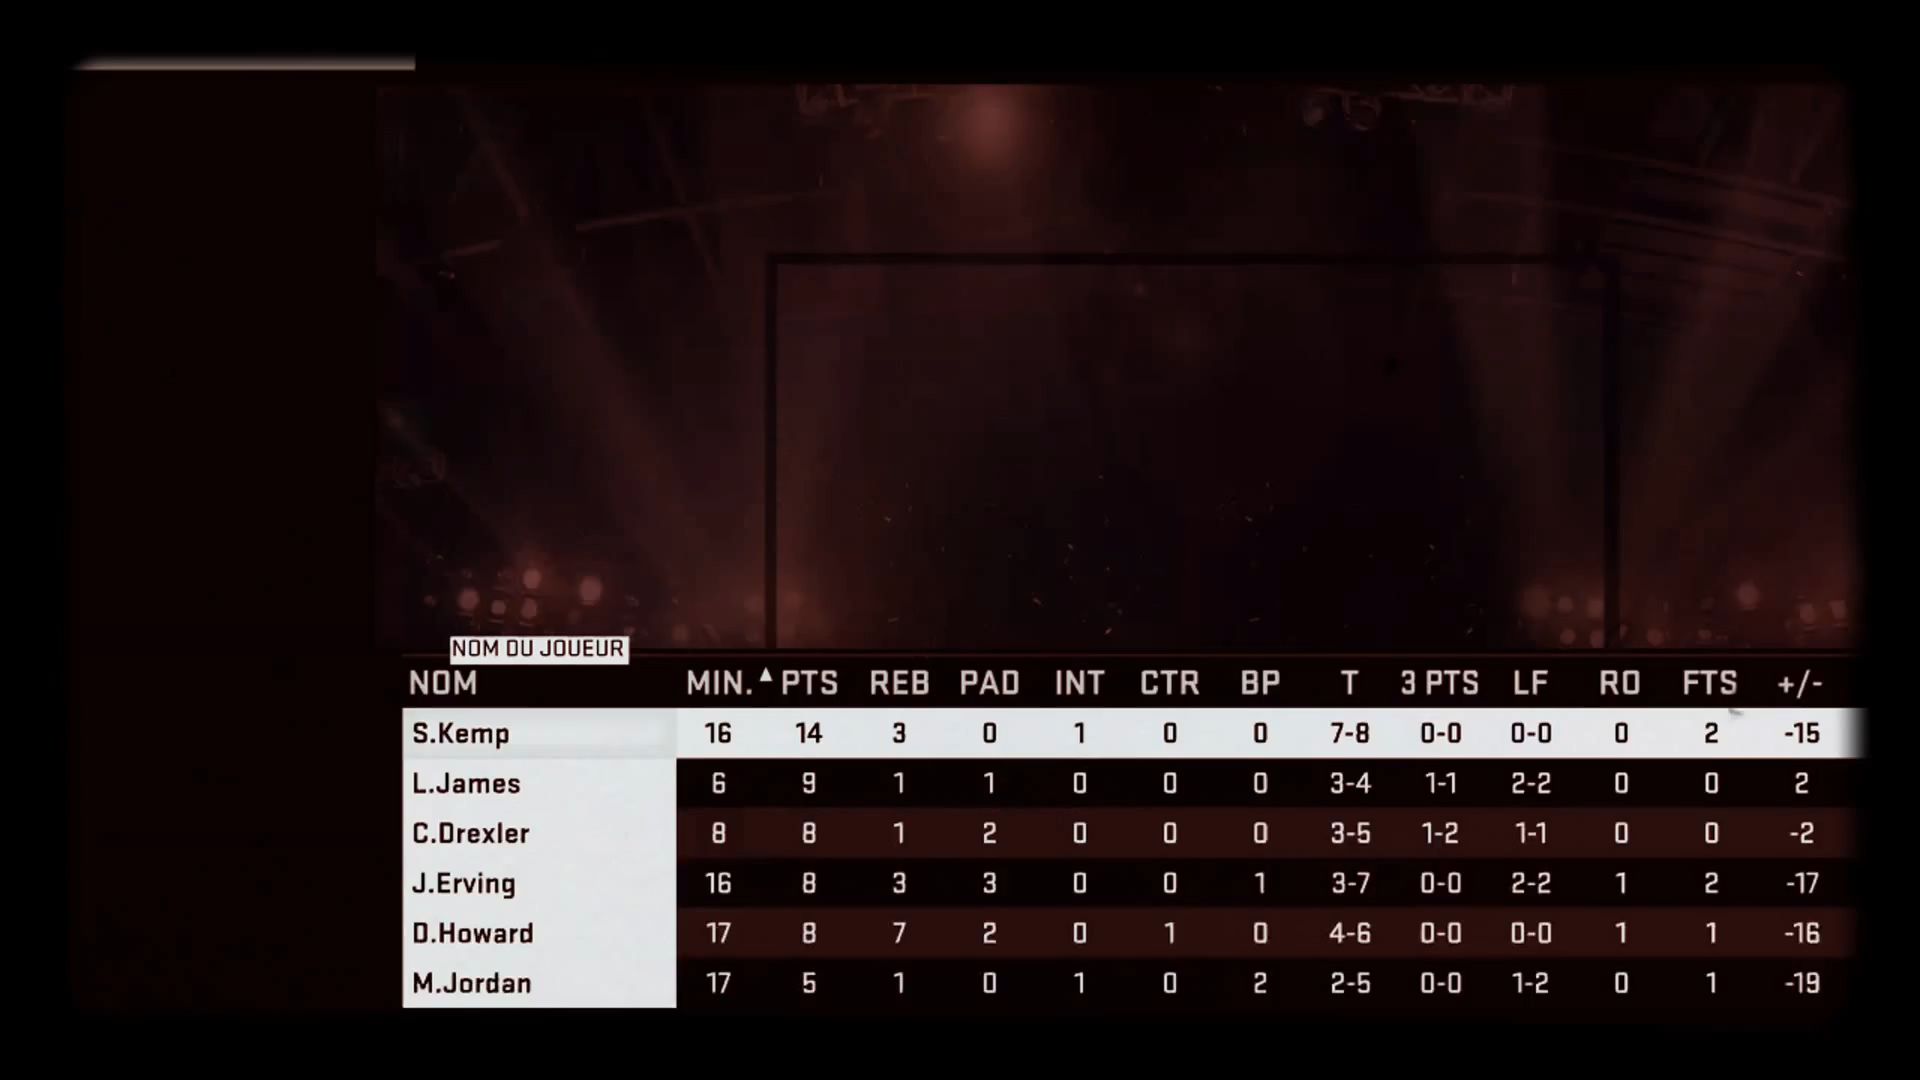 NOM DU JOUEUR
NOM MIN. ▲ PTS REB PAD INT CTR BP T 3 PTS LF RO FTS +/-
S.Kemp 16 14 3 0 1 0 0 7-8 0-0 0-0 0 2 -15
L.James 6 9 1 1 0 0 0 3-4 1-1 2-2 0 0 2
C.Drexler 8 8 1 2 0 0 0 3-5 1-2 1-1 0 0 -2
J.Erving 16 8 3 3 0 0 1 3-7 0-0 2-2 1 2 -17
D.Howard 17 8 7 2 0 1 0 4-6 0-0 0-0 1 1 -16
M.Jordan 17 5 1 0 1 0 2 2-5 0-0 1-2 0 1 -19